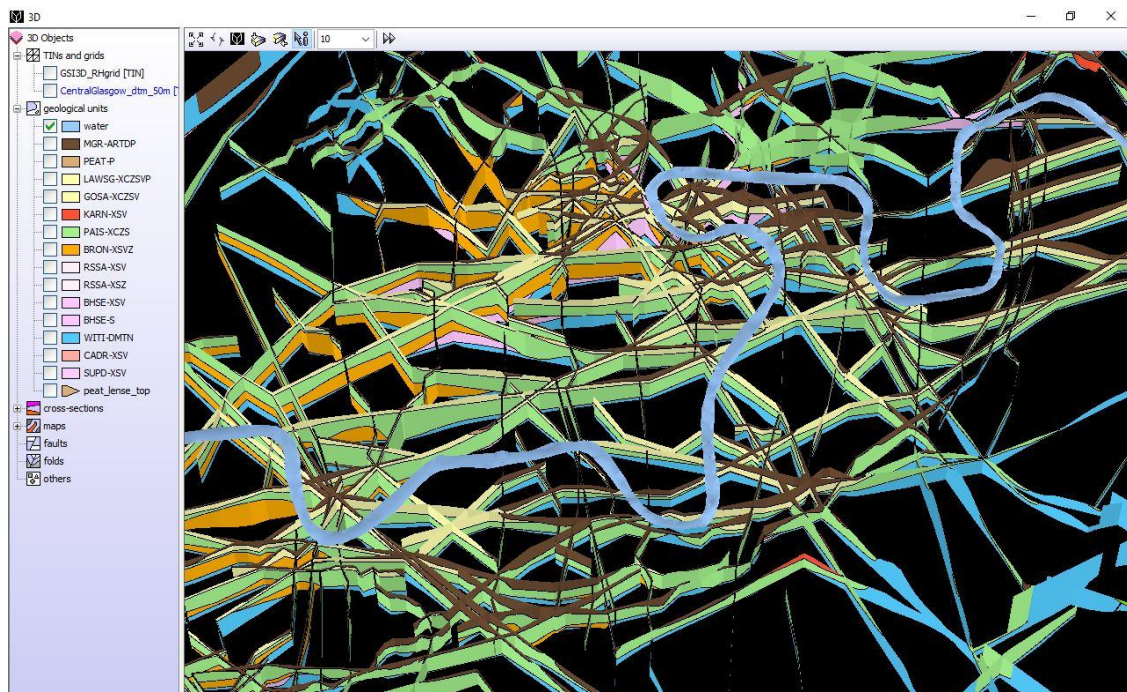 3D
3D Objects
TINs and grids
GSI3D_RHgrid [TIN]
CentralGlasgow_dtm_50m [
geological units
water
MGR-ARTDP
PEAT-P
LAWSG-XCZSVP
GOSA-XCZSV
KARN-XSV
PAIS-XCZS
BRON-XSVZ
RSSA-XSV
RSSA-XSZ
BHSE-XSV
BHSE-S
WITI-DMTN
CADR-XSV
SUPD-XSV
peat_lense_top
cross-sections
maps
faults
folds
others
10